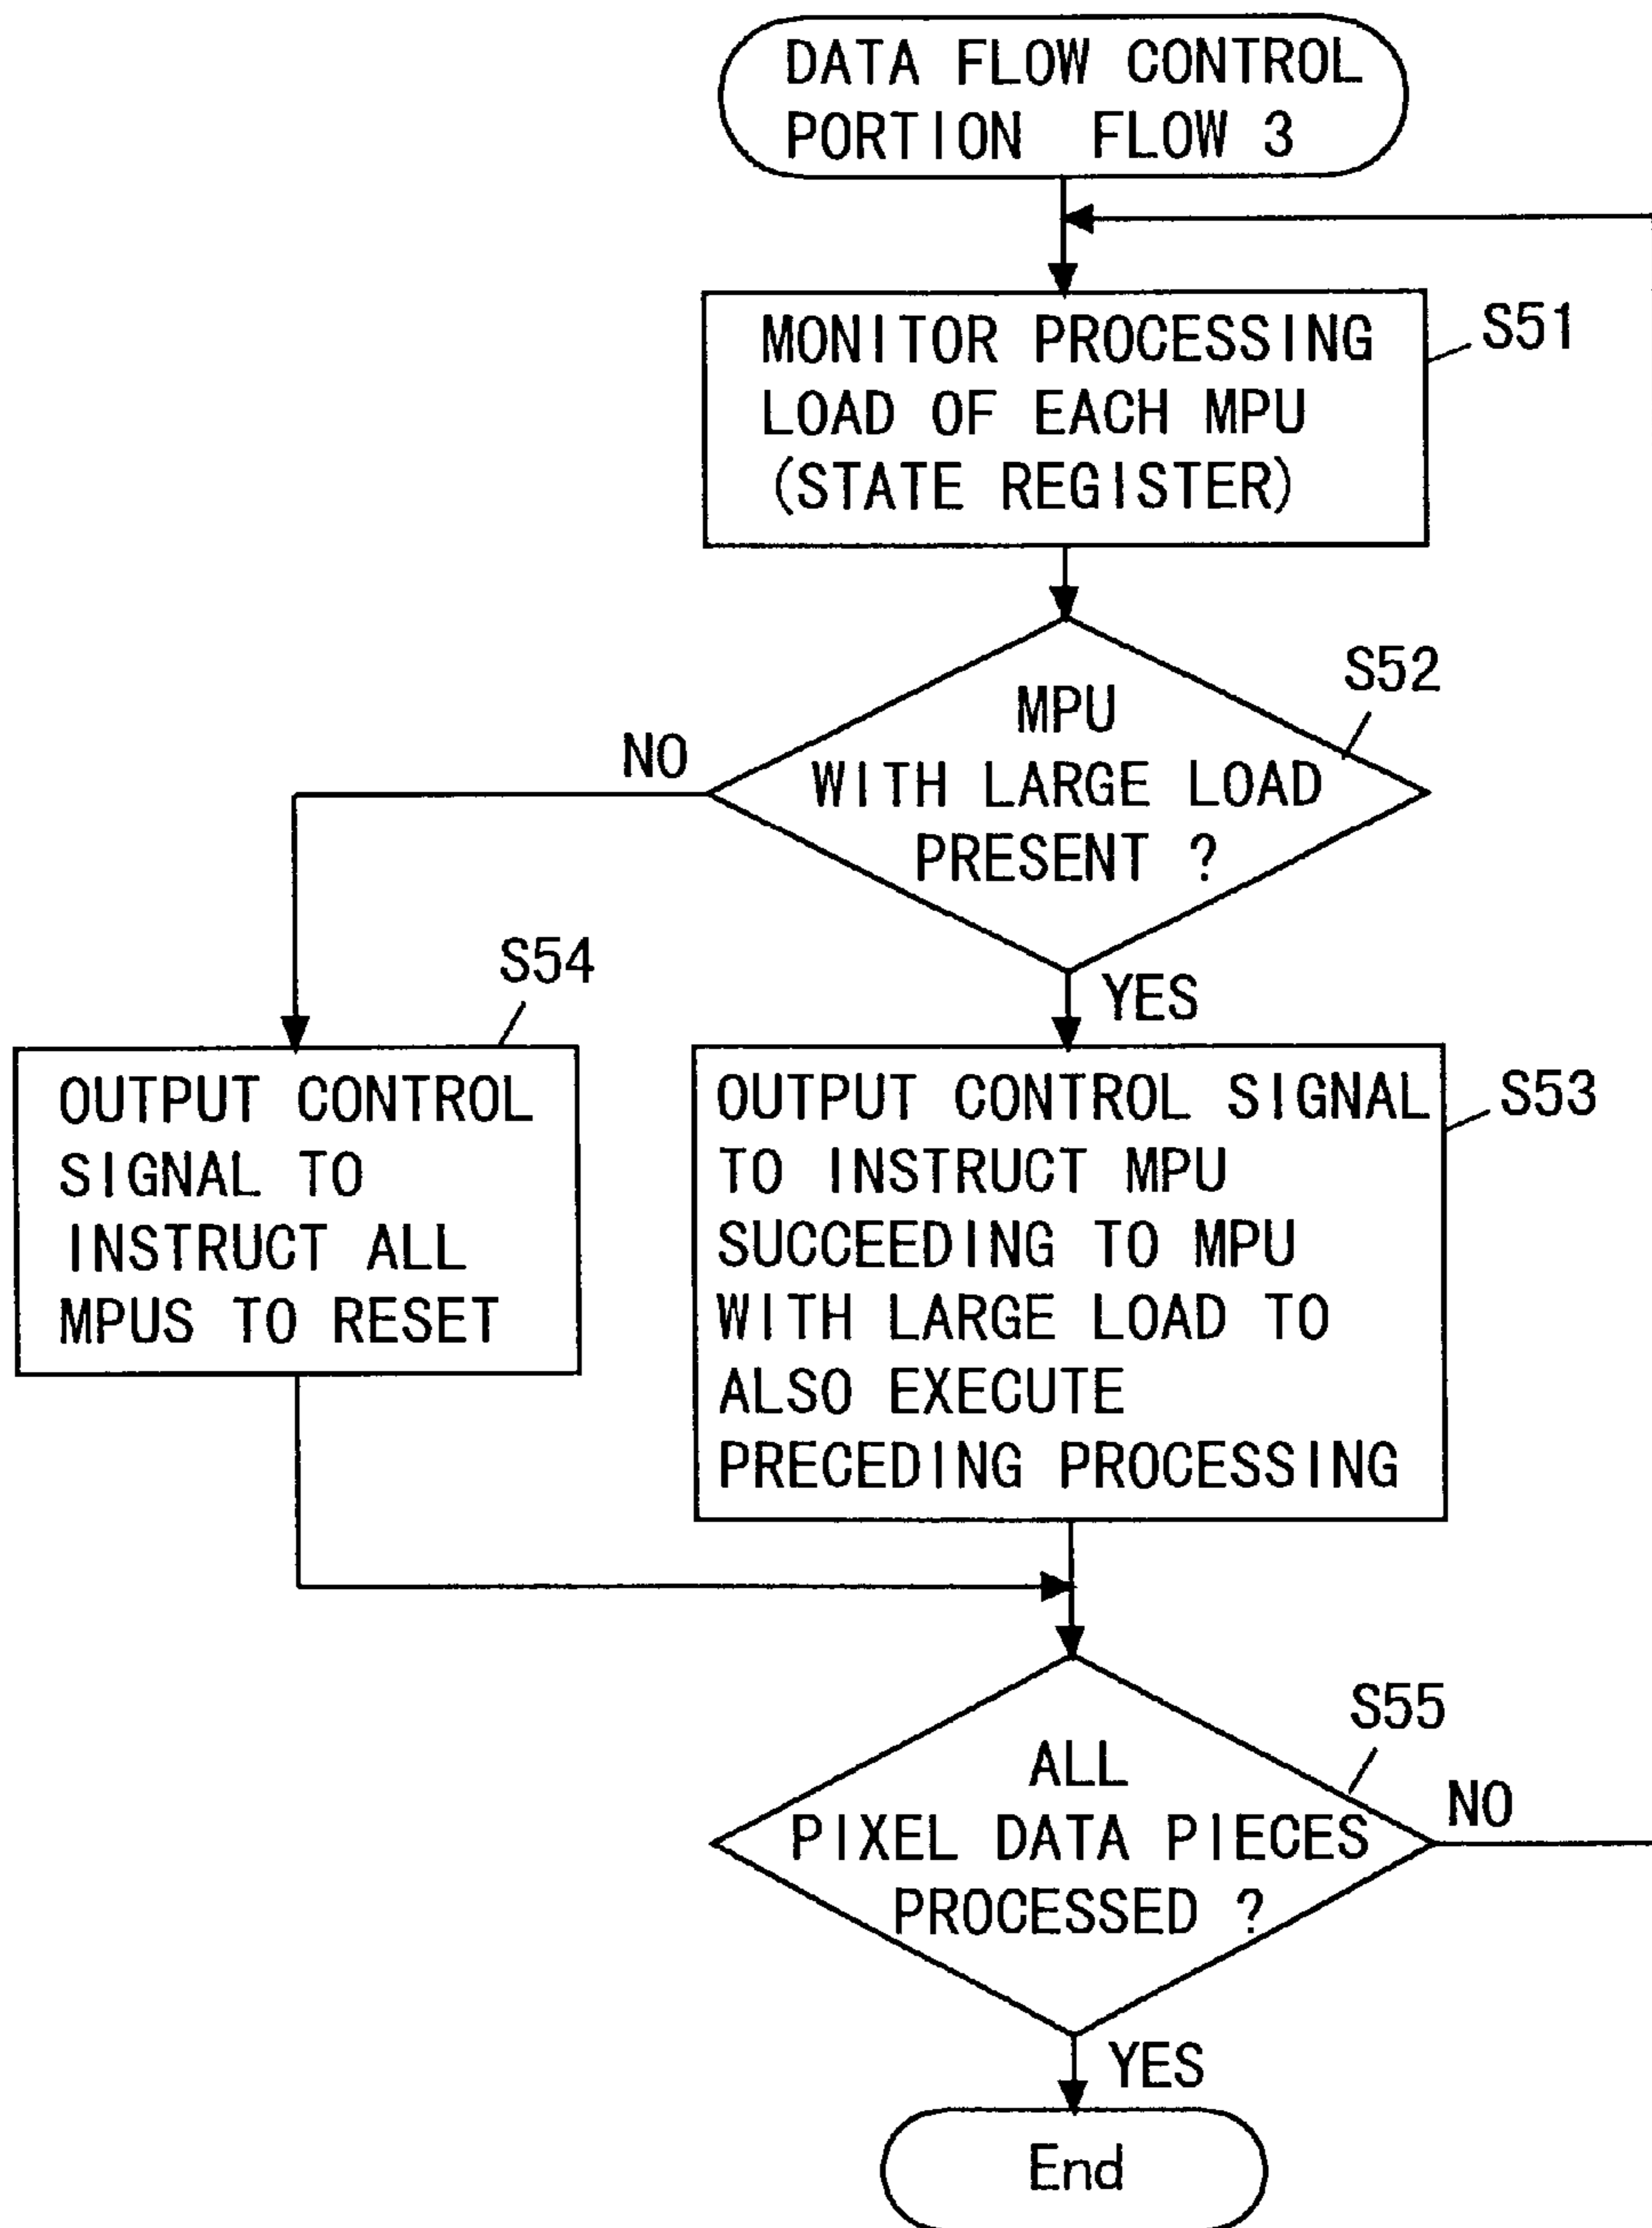 DATA FLOW CONTROL
PORTION FLOW 3
MONITOR PROCESSING
LOAD OF EACH MPU
(STATE REGISTER)
S51
MPU
WITH LARGE LOAD
PRESENT ?
S52
NO
YES
S54
OUTPUT CONTROL
SIGNAL TO
INSTRUCT ALL
MPUS TO RESET
OUTPUT CONTROL SIGNAL
TO INSTRUCT MPU
SUCCEEDING TO MPU
WITH LARGE LOAD TO
ALSO EXECUTE
PRECEDING PROCESSING
S53
ALL
PIXEL DATA PIECES
PROCESSED ?
S55
NO
YES
End